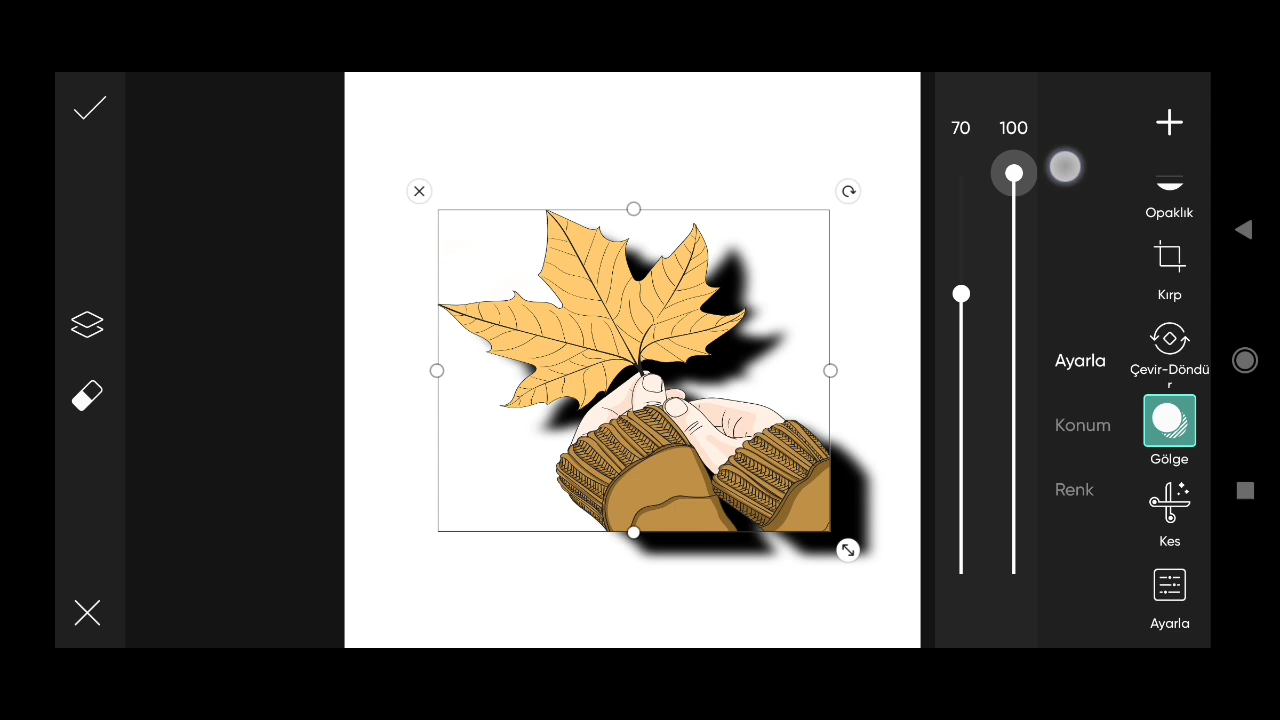 70
100
Opaklık
Kırp
Ayarla
Çevir-Döndü
r
Konum
Gölge
Renk
Kes
Ayarla